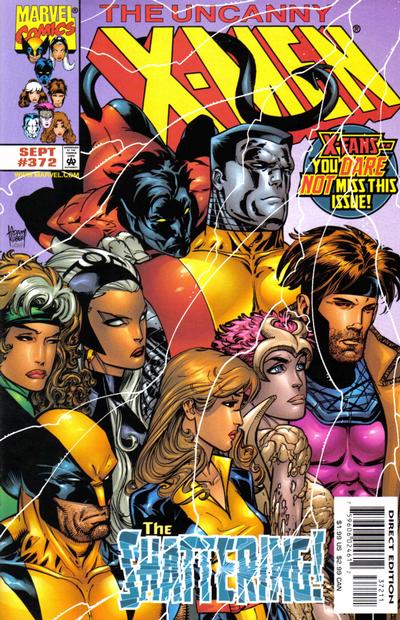 MARVEL®
COMICS
THE UNCANNY
X-MEN®
SEPT
#372
WWW.MARVEL.COM
X-FANS--
YOU DARE
NOT MISS THIS
ISSUE!
The
SHATTERING!
$1.99 US $2.99 CAN
37211
DIRECT EDITION